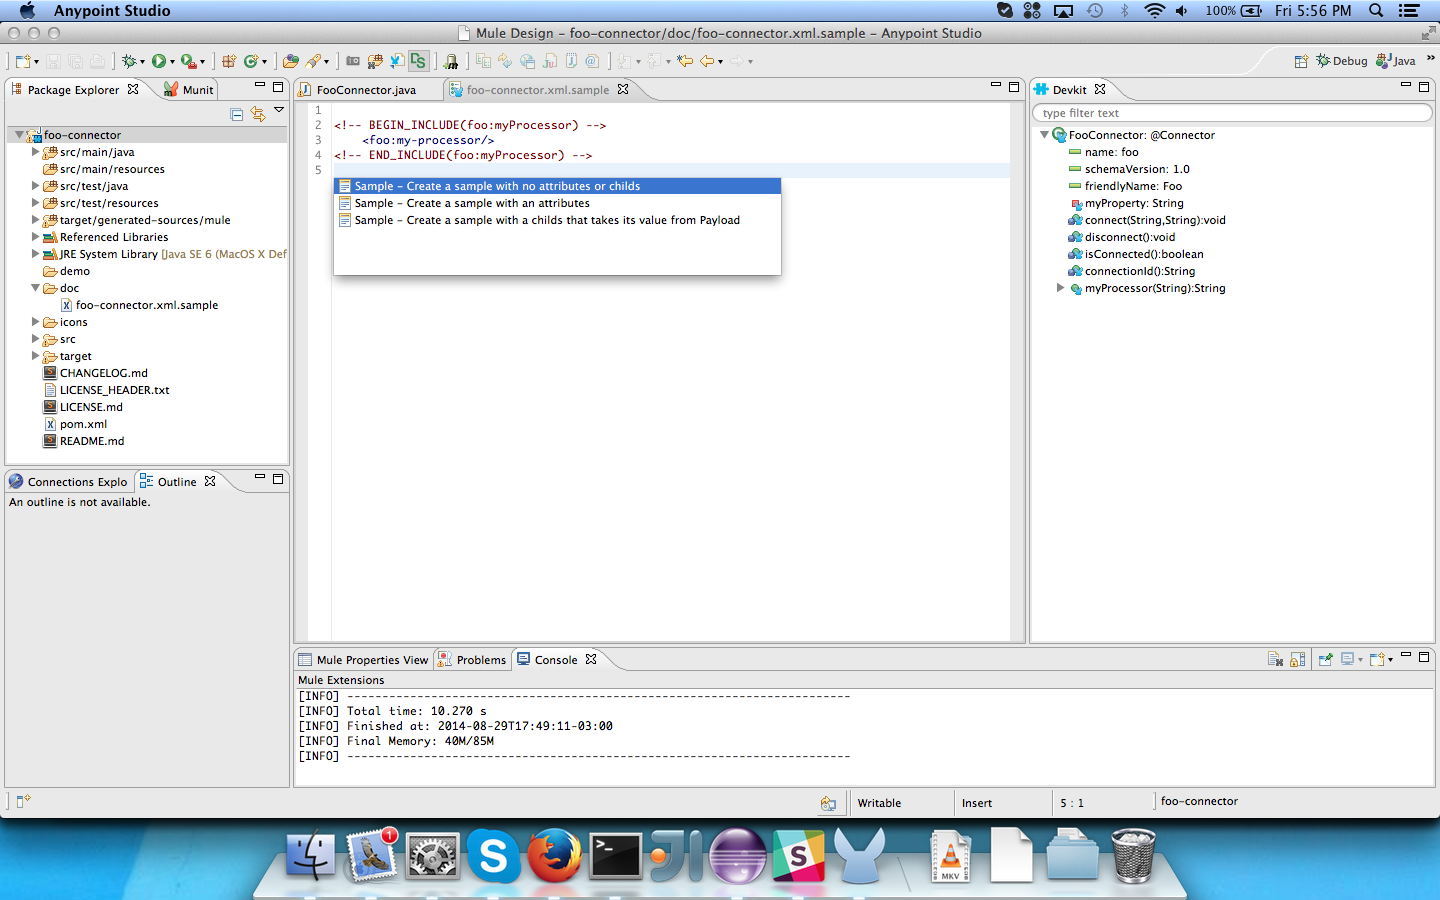 Anypoint Studio
100%
Fri 5:56 PM
Mule Design – foo-connector/doc/foo-connector.xml.sample – Anypoint Studio
DS
Debug
Java
Package Explorer
Munit
foo-connector
src/main/java
src/main/resources
src/test/java
src/test/resources
target/generated-sources/mule
Referenced Libraries
JRE System Library [Java SE 6 (MacOS X Def
demo
doc
foo-connector.xml.sample
icons
src
target
CHANGELOG.md
LICENSE_HEADER.txt
LICENSE.md
pom.xml
README.md
Connections Explo
Outline
An outline is not available.
FooConnector.java
foo-connector.xml.sample
1
2 <!-- BEGIN_INCLUDE(foo:myProcessor) -->
3 <foo:my-processor/>
4 <!-- END_INCLUDE(foo:myProcessor) -->
5
Sample – Create a sample with no attributes or childs
Sample – Create a sample with an attributes
Sample – Create a sample with a childs that takes its value from Payload
Devkit
type filter text
FooConnector: @Connector
name: foo
schemaVersion: 1.0
friendlyName: Foo
myProperty: String
connect(String,String):void
disconnect():void
isConnected():boolean
connectionId():String
myProcessor(String):String
Mule Properties View
Problems
Console
Mule Extensions
[INFO] ------------------------------------------------------------------------
[INFO] Total time: 10.270 s
[INFO] Finished at: 2014-08-29T17:49:11-03:00
[INFO] Final Memory: 40M/85M
[INFO] ------------------------------------------------------------------------
Writable
Insert
5 : 1
foo-connector
1
S
>_
JI
S
MKV